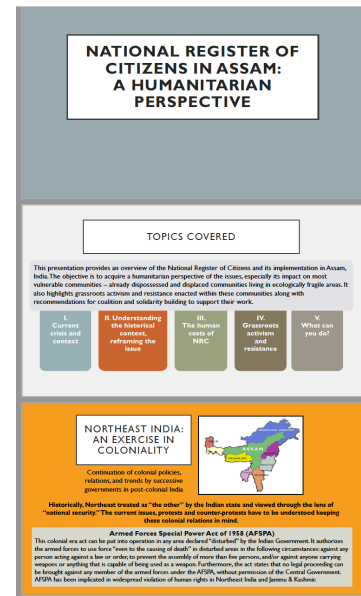 NATIONAL REGISTER OF
CITIZENS IN ASSAM:
A HUMANITARIAN
PERSPECTIVE
TOPICS COVERED
This presentation provides an overview of the National Register of Citizens and its implementation in Assam,
India. The objective is to acquire a humanitarian perspective of the issues, especially its impact on most
vulnerable communities – already dispossessed and displaced communities living in ecologically fragile areas. It
also highlights grassroots activism and resistance enacted within these communities along with
recommendations for coalition and solidarity building to support their work.
I.
Current
crisis and
context
II. Understanding
the historical
context,
reframing the
issue
III.
The human
costs of
NRC
IV.
Grassroots
activism
and
resistance
V.
What can
you do?
NORTHEAST INDIA:
AN EXERCISE IN
COLONIALITY
Continuation of colonial policies,
relations, and trends by successive
governments in post-colonial India
ASSAM
Historically, Northeast treated as "the other" by the Indian state and viewed through the lens of
"national security." The current issues, protests and counter-protests have to be understood keeping
these colonial relations in mind.
Armed Forces Special Power Act of 1958 (AFSPA)
This colonial era act can be put into operation in any area declared "disturbed" by the Indian Government. It authorizes
the armed forces to use force "even to the causing of death" in disturbed areas in the following circumstances: against any
person acting against a law or order, to prevent the assembly of more than five persons, and/or against anyone carrying
weapons or anything that is capable of being used as a weapon. Furthermore, the act states that no legal proceeding can
be brought against any member of the armed forces under the AFSPA, without permission of the Central Government.
AFSPA has been implicated in widespread violation of human rights in Northeast India and Jammu & Kashmir.